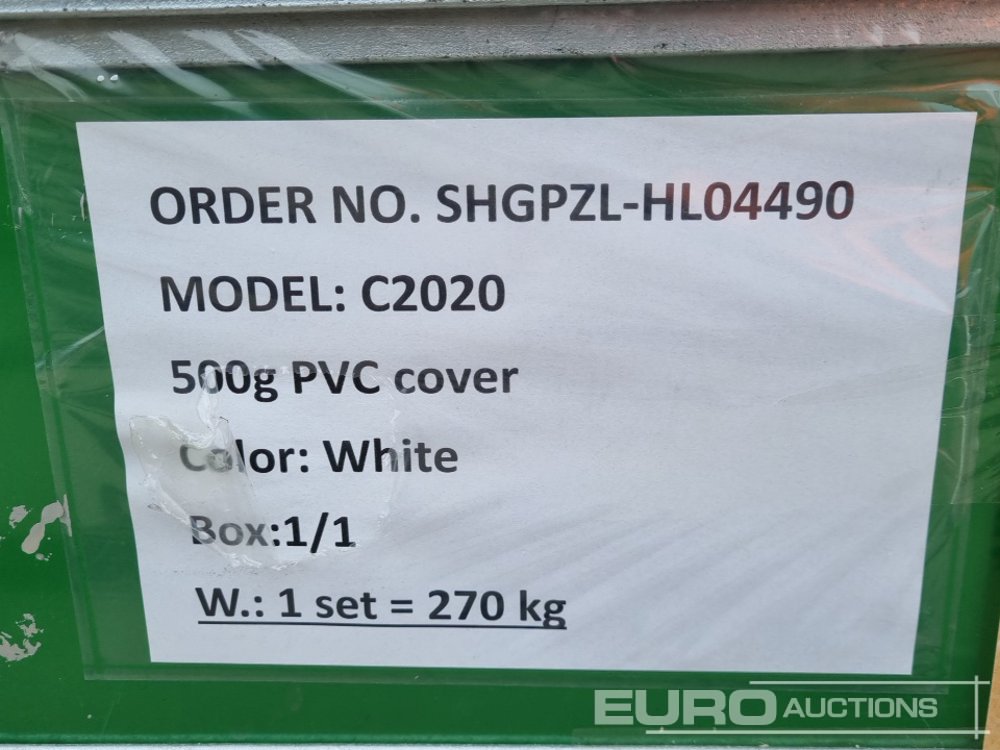 ORDER NO. SHGPZL-HL04490
MODEL: C2020
500g PVC cover
Color: White
Box:1/1
W.: 1 set = 270 kg
EURO AUCTIONS